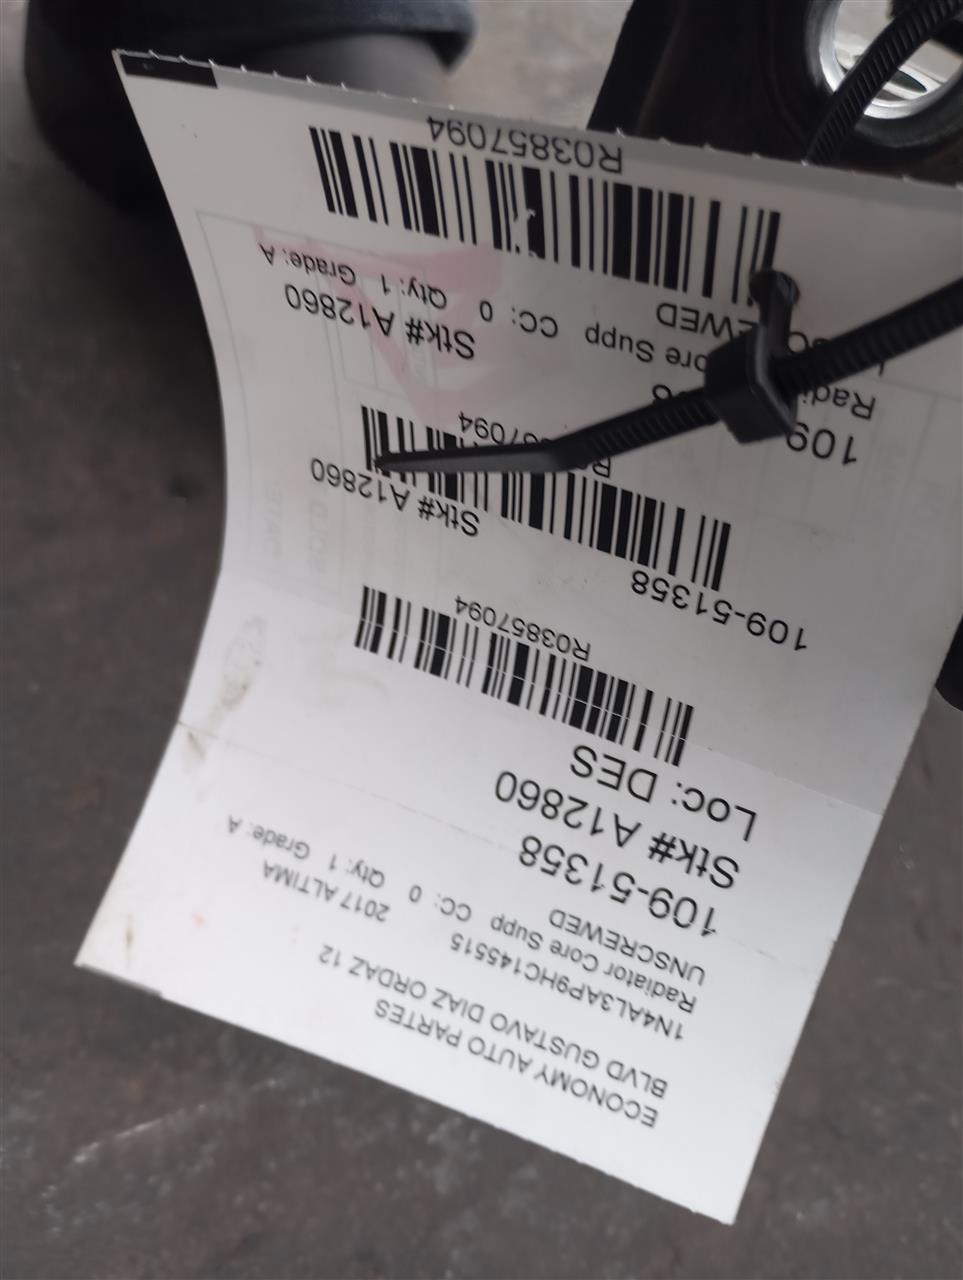 ECONOMY AUTO PARTES
BLVD GUSTAVO DIAZ ORDAZ 12
1N4AL3AP9HC145515 2017 ALTIMA
Radiator Core Supp CC: 0 Qty: 1 Grade: A
UNSCREWED
109-51358
Stk# A12860
Loc: DES
R03857094
109-51358
Stk# A12860
109
Stk# A12860
Core Supp CC: 0 Qty: 1 Grade: A
R03857094